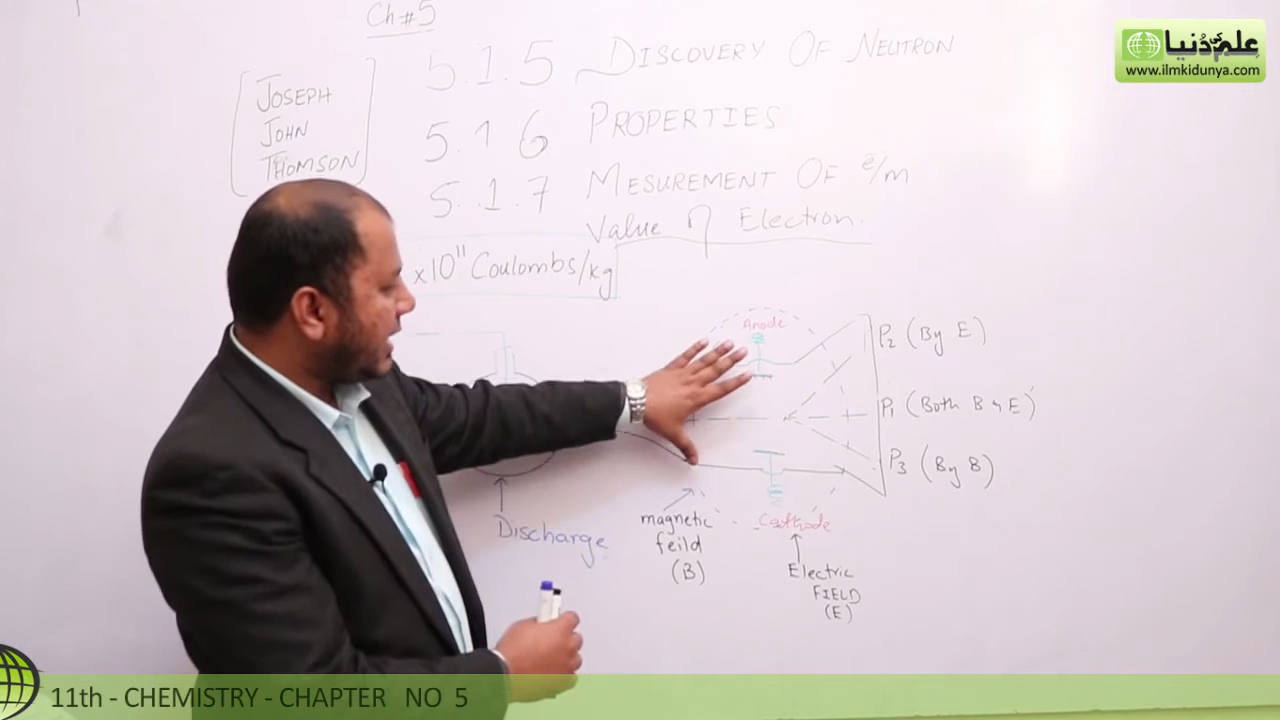 Ch#5
علم کی دُنیا
www.ilmkidunya.com
JOSEPH
JOHN
THOMSON
5.1.5 DISCOVERY OF NEUTRON
5.1.6 PROPERTIES
5.1.7 MESUREMENT OF e/m
Value of Electron.
x10¹¹ Coulombs/kg
Anode
P₂ (By E)
P₁ (Both B & E)
P₃ (By B)
Discharge
magnetic
feild
(B)
Cathode
Electric
FIELD
(E)
11th - CHEMISTRY - CHAPTER NO 5